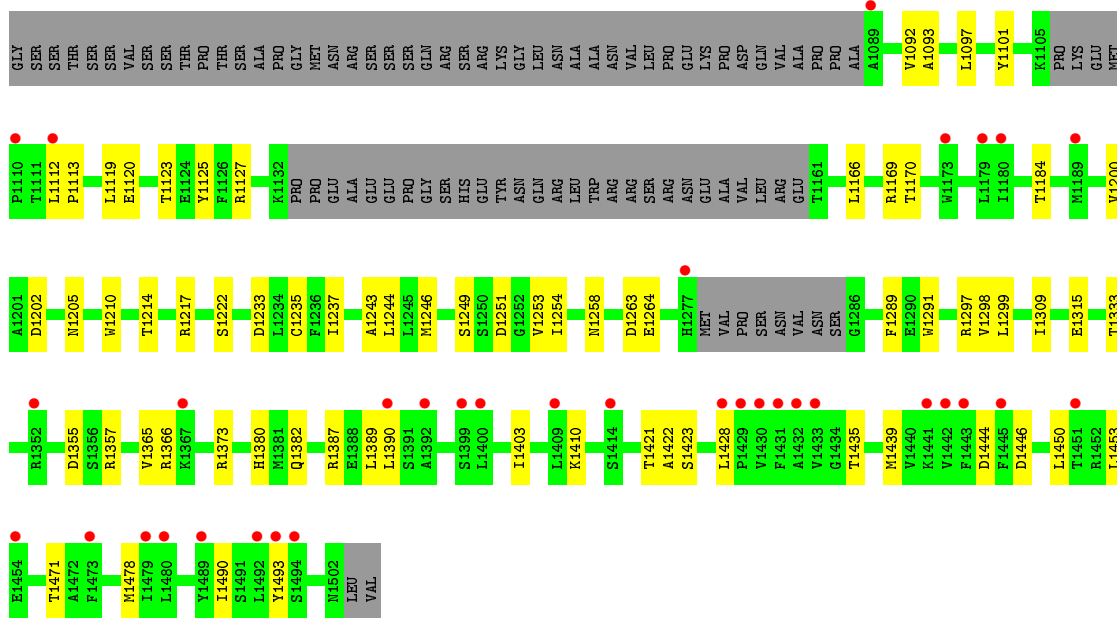 GLY SER SER THR SER SER VAL SER SER THR PRO THR SER ALA PRO GLY MET ASN ARG SER SER SER GLN ARG SER ARG LYS GLY LEU ASN ALA ALA ASN VAL LEU PRO GLU LYS PRO ASP GLN VAL ALA PRO PRO ALA A1089 V1092 A1093 L1097 Y1101 K1105 PRO LYS GLU MET
P1110 T1111 L1112 P1113 L1119 E1120 T1123 E1124 Y1125 F1126 R1127 K1132 PRO PRO GLU ALA GLU GLU PRO GLY SER HIS GLU TYR ASN GLN ARG LEU TRP ARG ARG SER ARG ASN GLU ALA VAL LEU ARG GLU T1161 L1166 R1169 T1170 W1173 L1179 I1180 T1184 M1189 V1200
A1201 D1202 N1205 W1210 T1214 R1217 S1222 D1233 L1234 C1235 F1236 I1237 A1243 L1244 L1245 M1246 S1249 S1250 D1251 G1252 V1253 I1254 N1258 D1263 E1264 H1277 MET VAL PRO SER ASN VAL ASN SER G1286 F1289 E1290 W1291 R1297 V1298 L1299 I1309 E1315 T1333
R1352 D1355 S1356 R1357 V1365 R1366 K1367 R1373 H1380 M1381 Q1382 R1387 E1388 L1389 L1390 S1391 A1392 S1399 L1400 I1403 L1409 K1410 S1414 T1421 A1422 S1423 L1428 P1429 V1430 F1431 A1432 V1433 G1434 T1435 M1439 V1440 K1441 V1442 F1443 D1444 F1445 D1446 L1450 T1451 R1452 L1453
E1454 T1471 A1472 F1473 M1478 I1479 L1480 Y1489 I1490 S1491 L1492 Y1493 S1494 N1502 LEU VAL